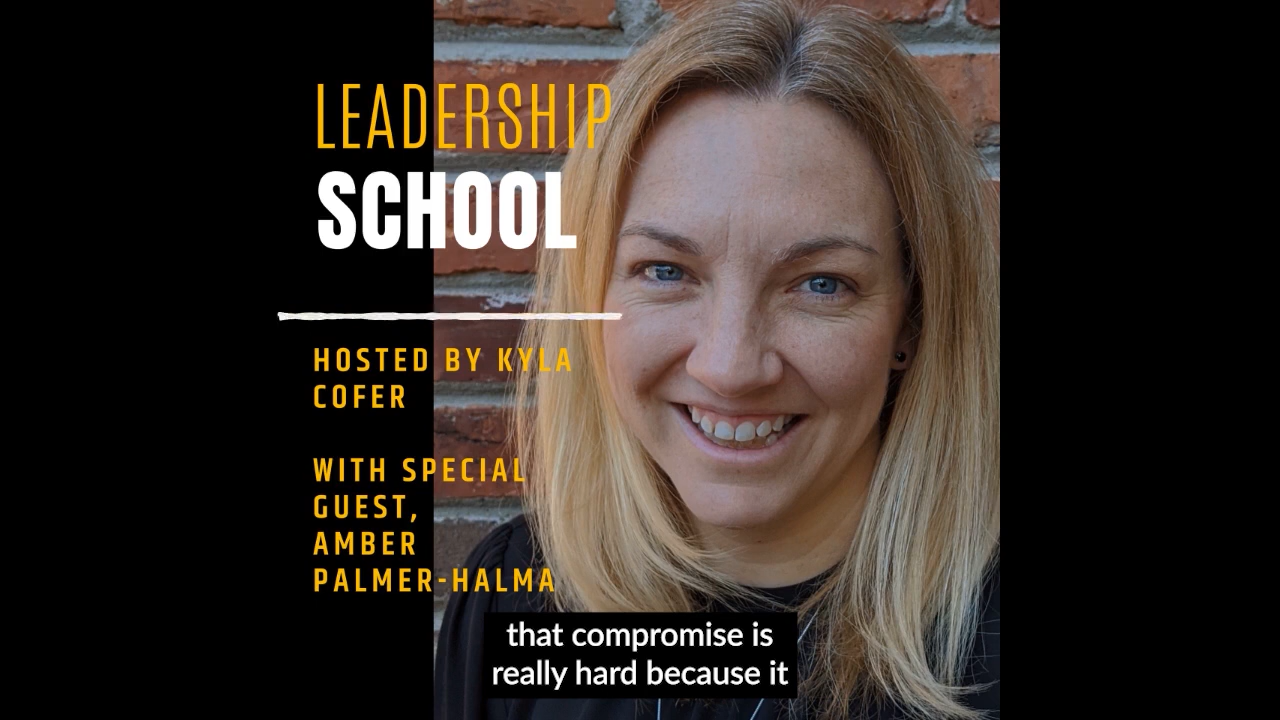 LEADERSHIP
SCHOOL
HOSTED BY KYLA
COFER
WITH SPECIAL
GUEST,
AMBER
PALMER-HALMA
that compromise is
really hard because it